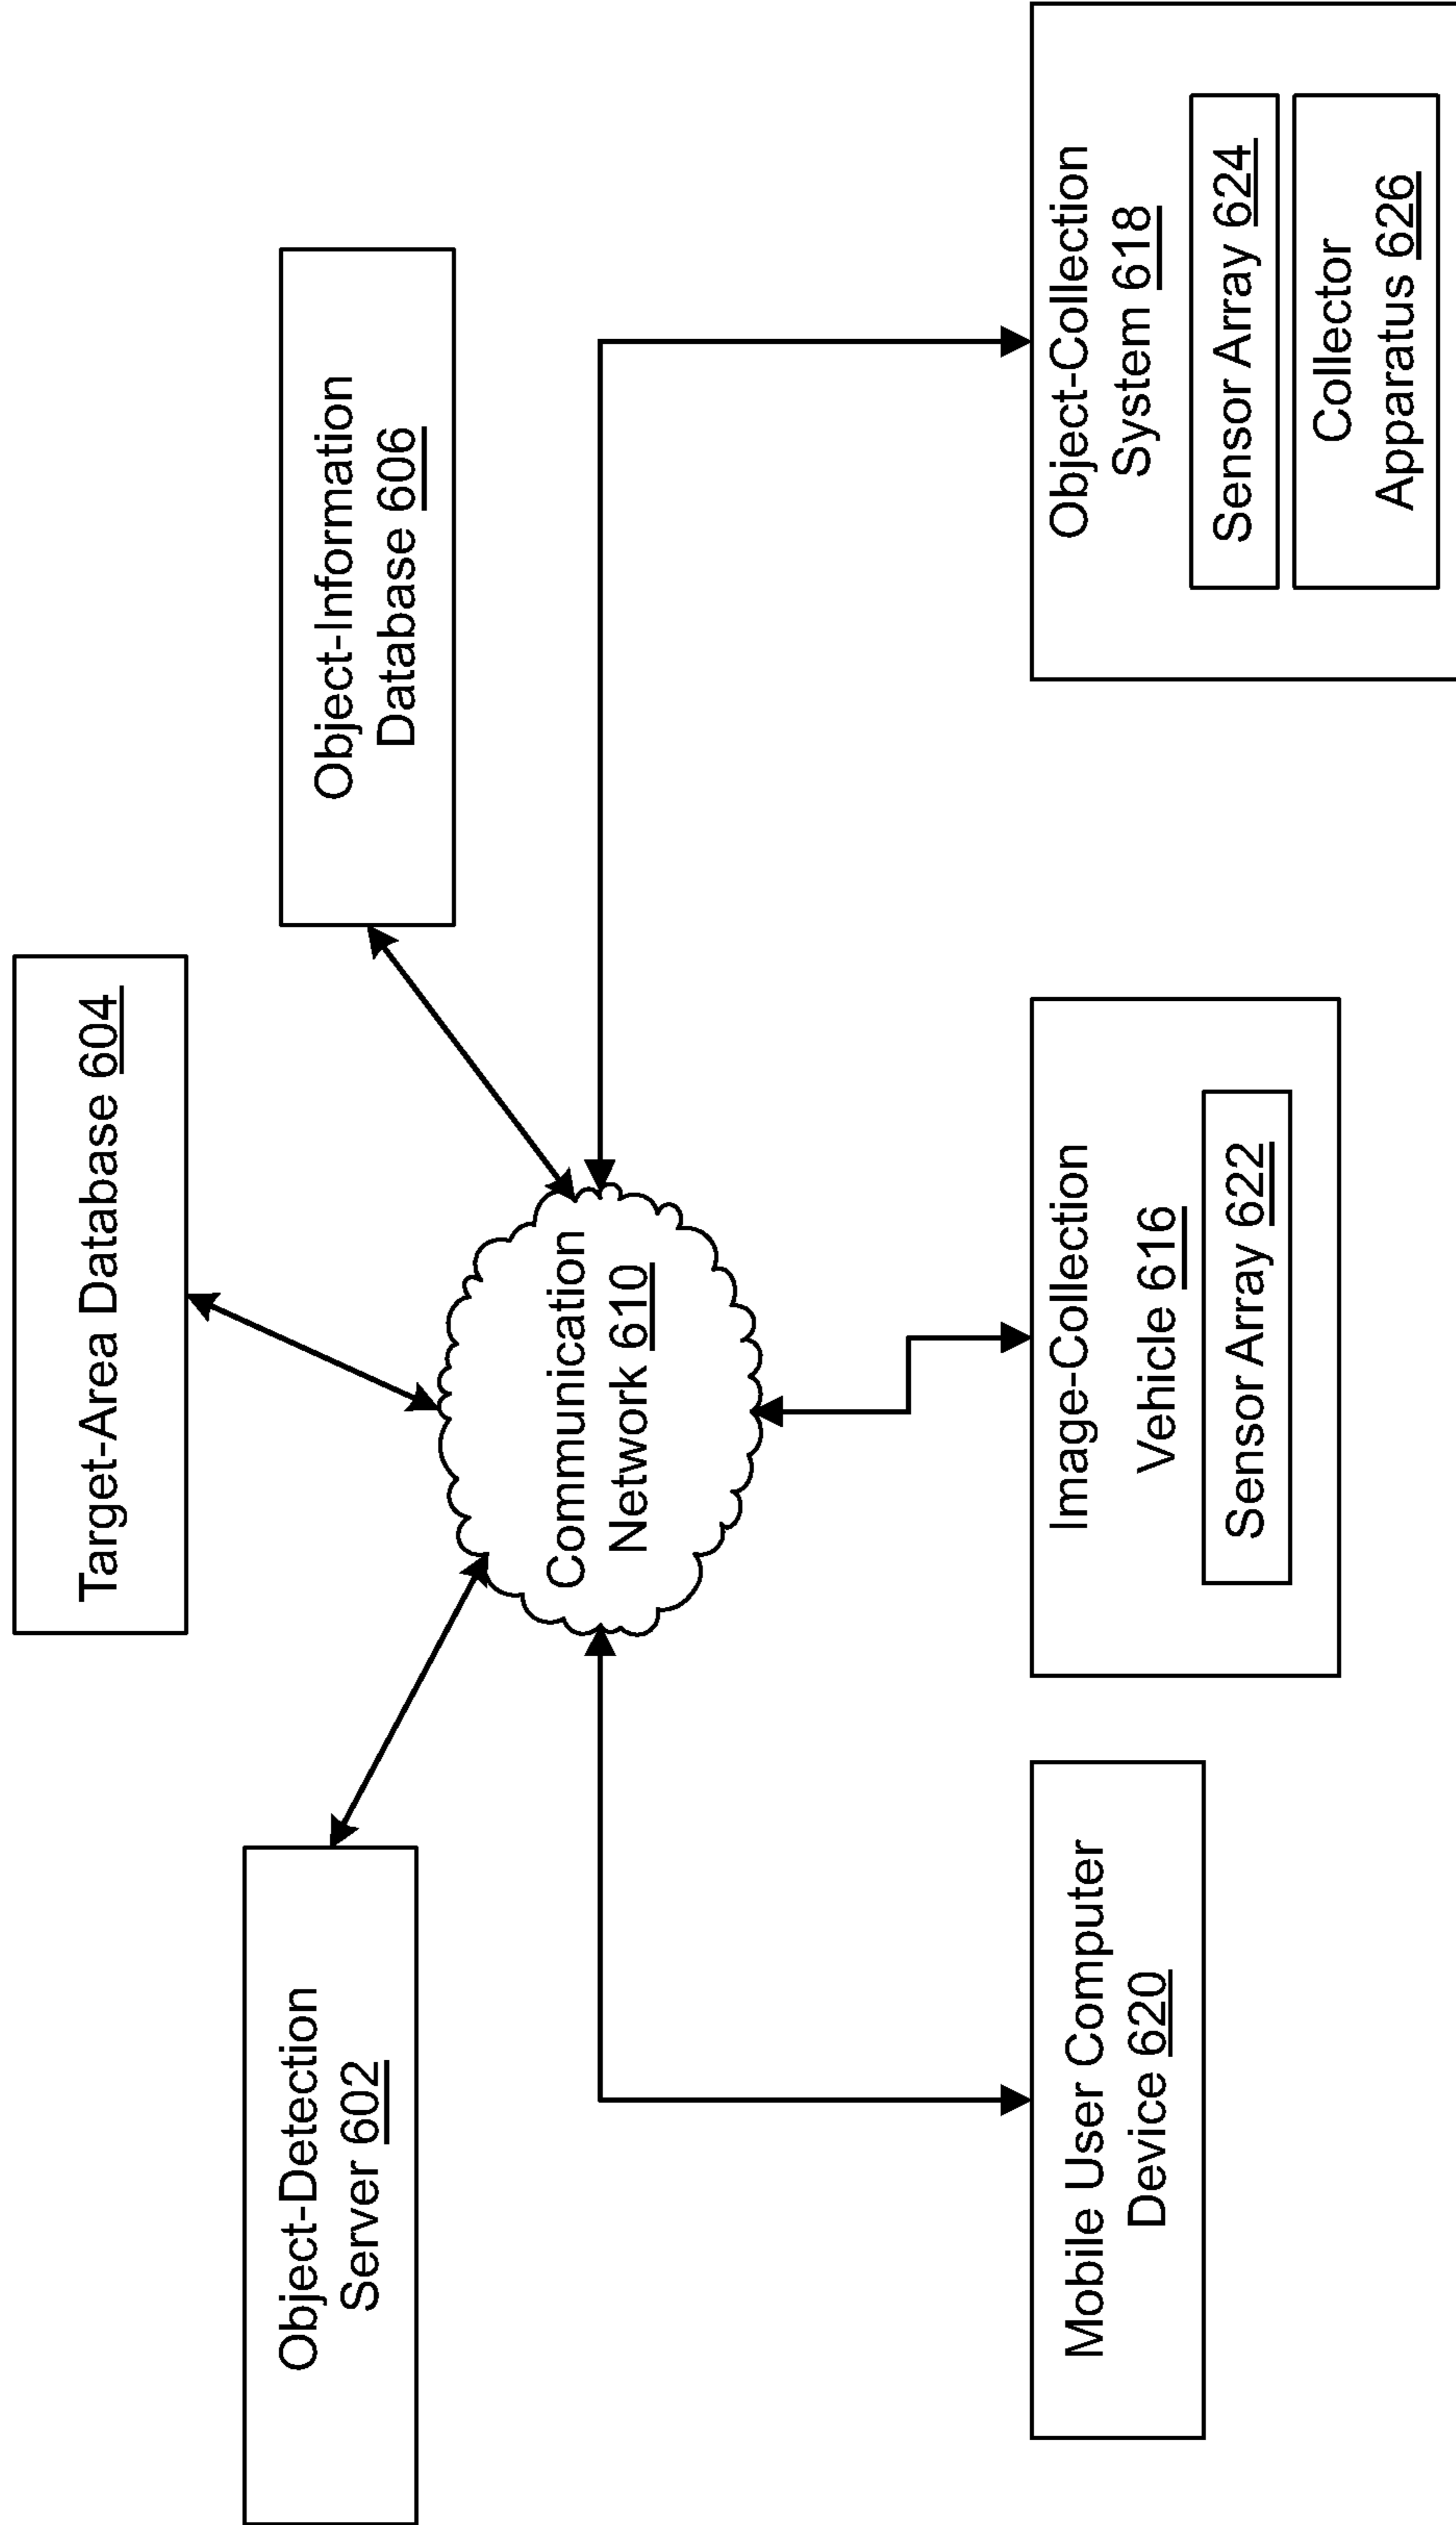 Target-Area Database 604
Object-Detection
Server 602
Object-Information
Database 606
Communication
Network 610
Mobile User Computer
Device 620
Image-Collection
Vehicle 616
Sensor Array 622
Object-Collection
System 618
Sensor Array 624
Collector
Apparatus 626